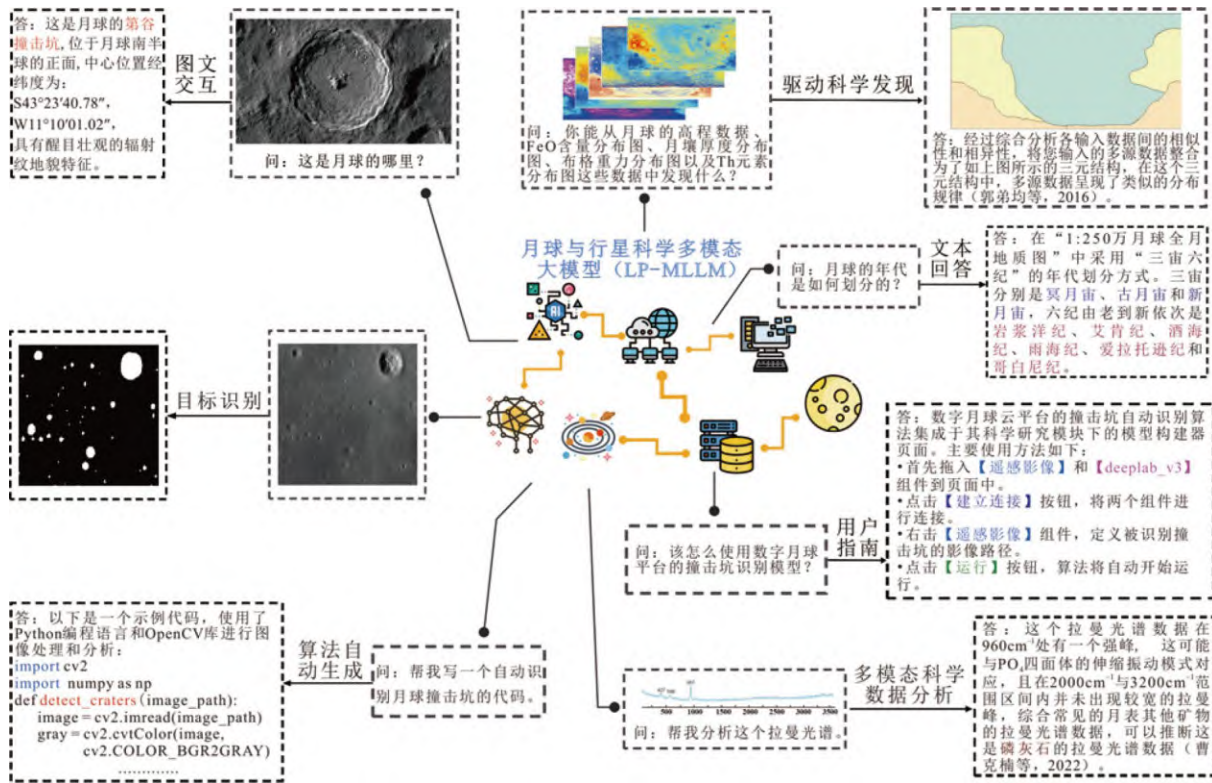 答：这是月球的第谷
撞击坑,位于月球南半
球的正面,中心位置经
纬度为:
S43°23′40.78″,
W11°10′01.02″,
具有醒目壮观的辐射
纹地貌特征。
图文
交互
问：这是月球的哪里？
问：你能从月球的高程数据、
FeO含量分布图、月壤厚度分布
图、布格重力分布图以及Th元素
分布图这些数据中发现什么？
驱动科学发现
答：经过综合分析各输入数据间的相似
性和相异性，将您输入的多源数据整合
为了如上图所示的三元结构，在这个三
元结构中，多源数据呈现了类似的分布
规律（郭弟均等，2016）。
月球与行星科学多模态
大模型（LP-MLLM）
AI
问：月球的年代
是如何划分的？
文本
回答
答：在“1:250万月球全月
地质图”中采用“三宙六
纪”的年代划分方式。三宙
分别是冥月宙、古月宙和新
月宙，六纪由老到新依次是
岩浆洋纪、艾肯纪、酒海
纪、雨海纪、爱拉托逊纪和
哥白尼纪。
目标识别
问：该怎么使用数字月球
平台的撞击坑识别模型？
用户
指南
答：数字月球云平台的撞击坑自动识别算
法集成于其科学研究模块下的模型构建器
页面。主要使用方法如下：
•首先拖入【遥感影像】和【deeplab_v3】
组件到页面中。
•点击【建立连接】按钮，将两个组件进
行连接。
•右击【遥感影像】组件，定义被识别撞
击坑的影像路径。
•点击【运行】按钮，算法将自动开始运
行。
答：以下是一个示例代码，使用了
Python编程语言和OpenCV库进行图
像处理和分析：
import cv2
import numpy as np
def detect_craters(image_path):
image = cv2.imread(image_path)
gray = cv2.cvtColor(image,
cv2.COLOR_BGR2GRAY)
.............
算法自
动生成
问：帮我写一个自动识
别月球撞击坑的代码。
500 1000 1500 2000 2500 3000 3500
问：帮我分析这个拉曼光谱。
多模态科学
数据分析
答：这个拉曼光谱数据在
960cm⁻¹处有一个强峰， 这可能
与PO₄四面体的伸缩振动模式对
应，且在2000cm⁻¹与3200cm⁻¹范
围区间内并未出现较宽的拉曼
峰，综合常见的月表其他矿物
的拉曼光谱数据，可以推断这
是磷灰石的拉曼光谱数据（曹
克楠等，2022）。